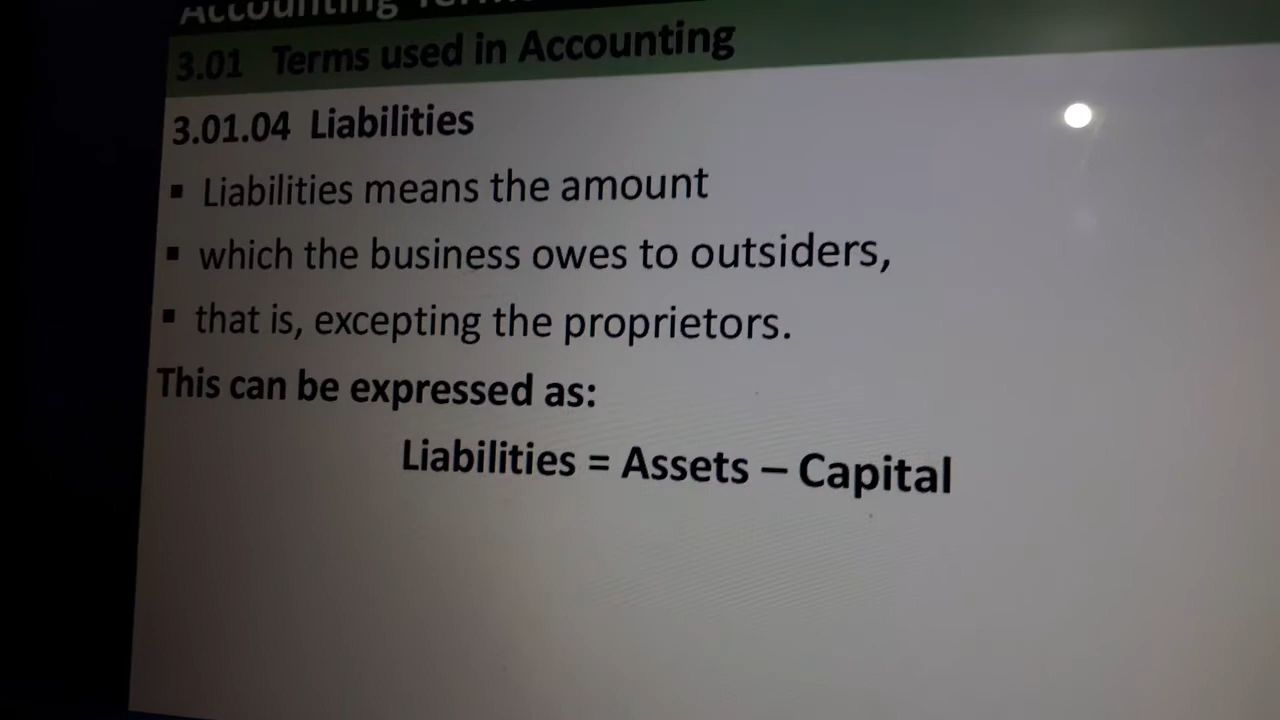 Accounting
3.01 Terms used in Accounting
3.01.04 Liabilities
▪ Liabilities means the amount
▪ which the business owes to outsiders,
▪ that is, excepting the proprietors.
This can be expressed as:
Liabilities = Assets – Capital